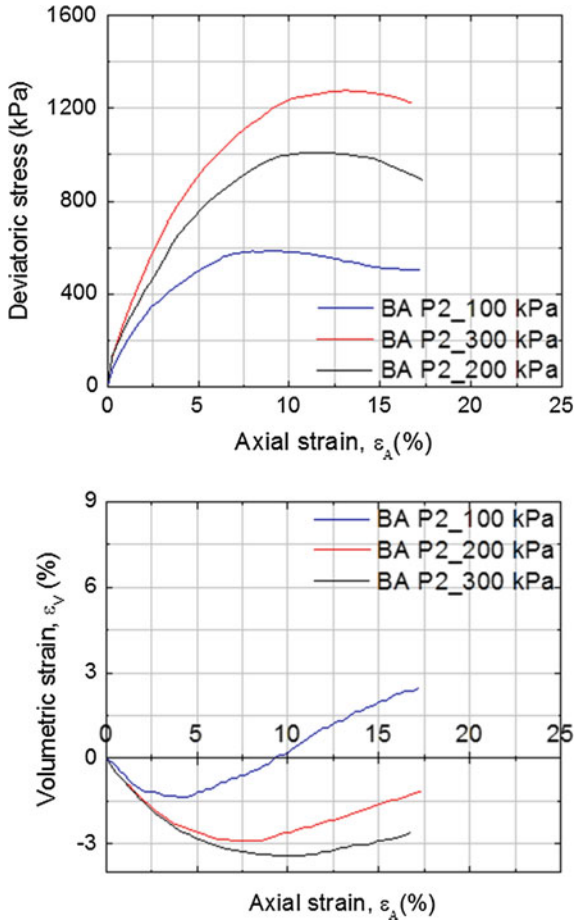 1600
1200
800
400
0
Deviatoric stress (kPa)
BA P2_100 kPa
BA P2_300 kPa
BA P2_200 kPa
0 5 10 15 20 25
Axial strain, εA(%)
9
6
3
0
-3
Volumetric strain, εV (%)
BA P2_100 kPa
BA P2_200 kPa
BA P2_300 kPa
0 5 10 15 20 25
Axial strain, εA(%)